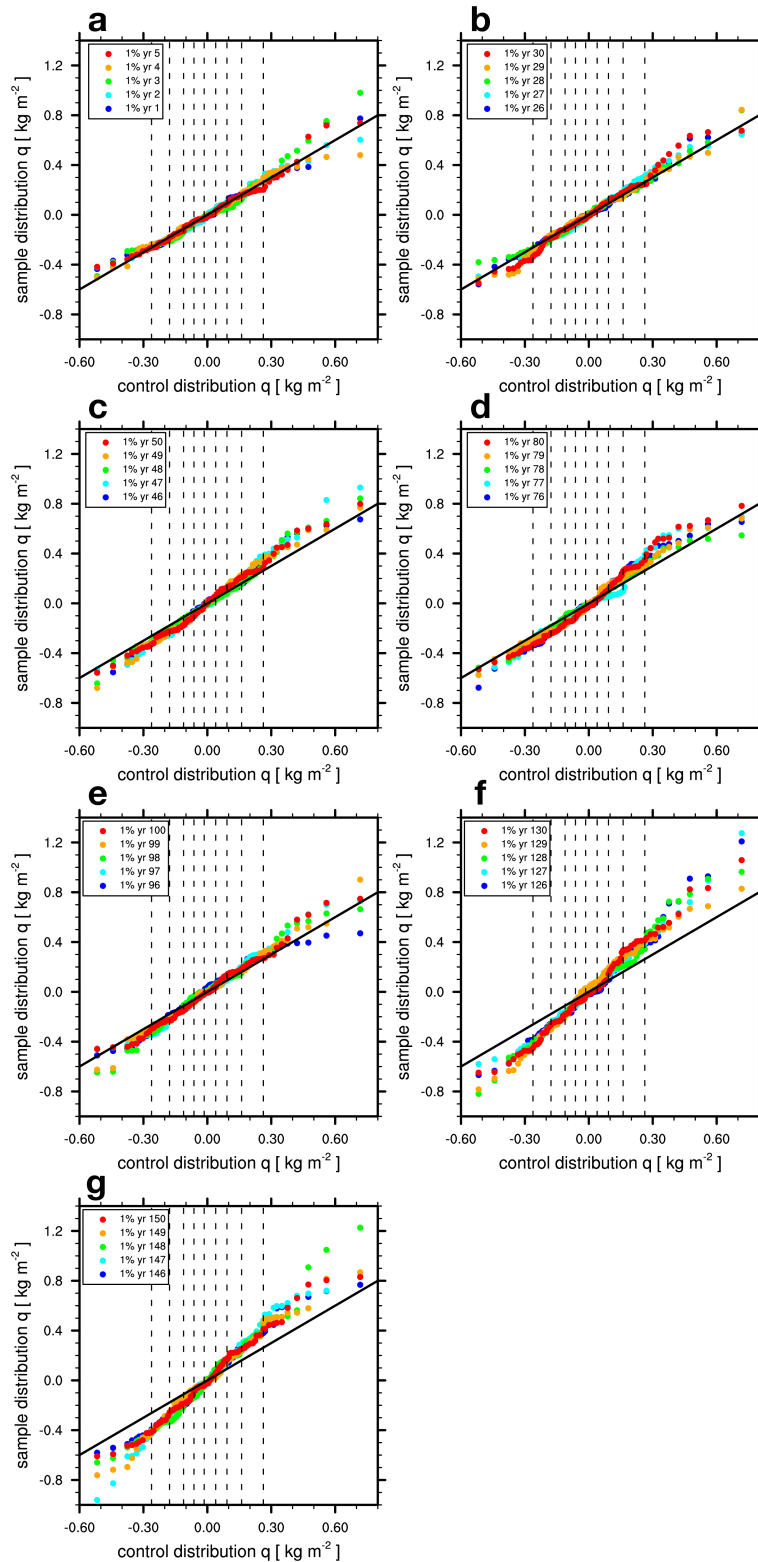 a
1% yr 5
1% yr 4
1% yr 3
1% yr 2
1% yr 1
sample distribution q [ kg m-2 ]
1.2
0.8
0.4
0.0
-0.4
-0.8
-0.60 -0.30 0.00 0.30 0.60
control distribution q [ kg m-2 ]
b
1% yr 30
1% yr 29
1% yr 28
1% yr 27
1% yr 26
sample distribution q [ kg m-2 ]
1.2
0.8
0.4
0.0
-0.4
-0.8
-0.60 -0.30 0.00 0.30 0.60
control distribution q [ kg m-2 ]
c
1% yr 50
1% yr 49
1% yr 48
1% yr 47
1% yr 46
sample distribution q [ kg m-2 ]
1.2
0.8
0.4
0.0
-0.4
-0.8
-0.60 -0.30 0.00 0.30 0.60
control distribution q [ kg m-2 ]
d
1% yr 80
1% yr 79
1% yr 78
1% yr 77
1% yr 76
sample distribution q [ kg m-2 ]
1.2
0.8
0.4
0.0
-0.4
-0.8
-0.60 -0.30 0.00 0.30 0.60
control distribution q [ kg m-2 ]
e
1% yr 100
1% yr 99
1% yr 98
1% yr 97
1% yr 96
sample distribution q [ kg m-2 ]
1.2
0.8
0.4
0.0
-0.4
-0.8
-0.60 -0.30 0.00 0.30 0.60
control distribution q [ kg m-2 ]
f
1% yr 130
1% yr 129
1% yr 128
1% yr 127
1% yr 126
sample distribution q [ kg m-2 ]
1.2
0.8
0.4
0.0
-0.4
-0.8
-0.60 -0.30 0.00 0.30 0.60
control distribution q [ kg m-2 ]
g
1% yr 150
1% yr 149
1% yr 148
1% yr 147
1% yr 146
sample distribution q [ kg m-2 ]
1.2
0.8
0.4
0.0
-0.4
-0.8
-0.60 -0.30 0.00 0.30 0.60
control distribution q [ kg m-2 ]